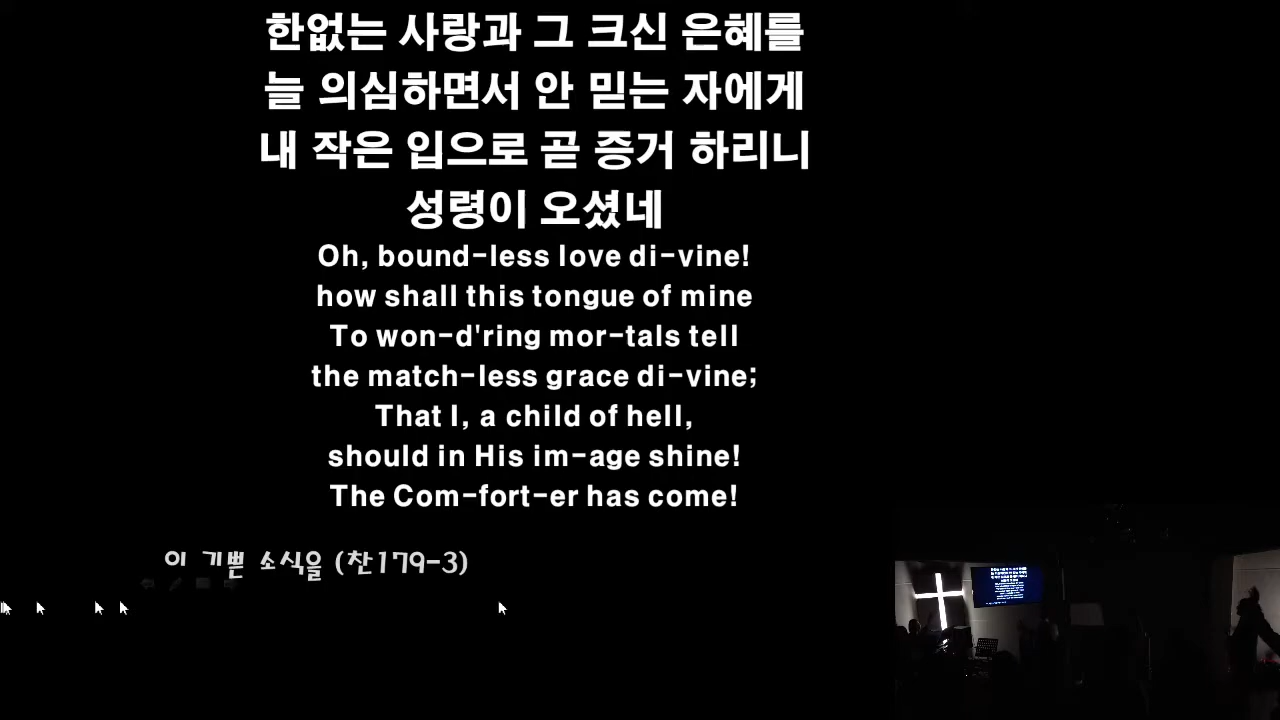 한없는 사랑과 그 크신 은혜를
늘 의심하면서 안 믿는 자에게
내 작은 입으로 곧 증거 하리니
성령이 오셨네
Oh, bound-less love di-vine!
how shall this tongue of mine
To won-d'ring mor-tals tell
the match-less grace di-vine;
That I, a child of hell,
should in His im-age shine!
The Com-fort-er has come!
이 기쁜 소식을 (찬179-3)